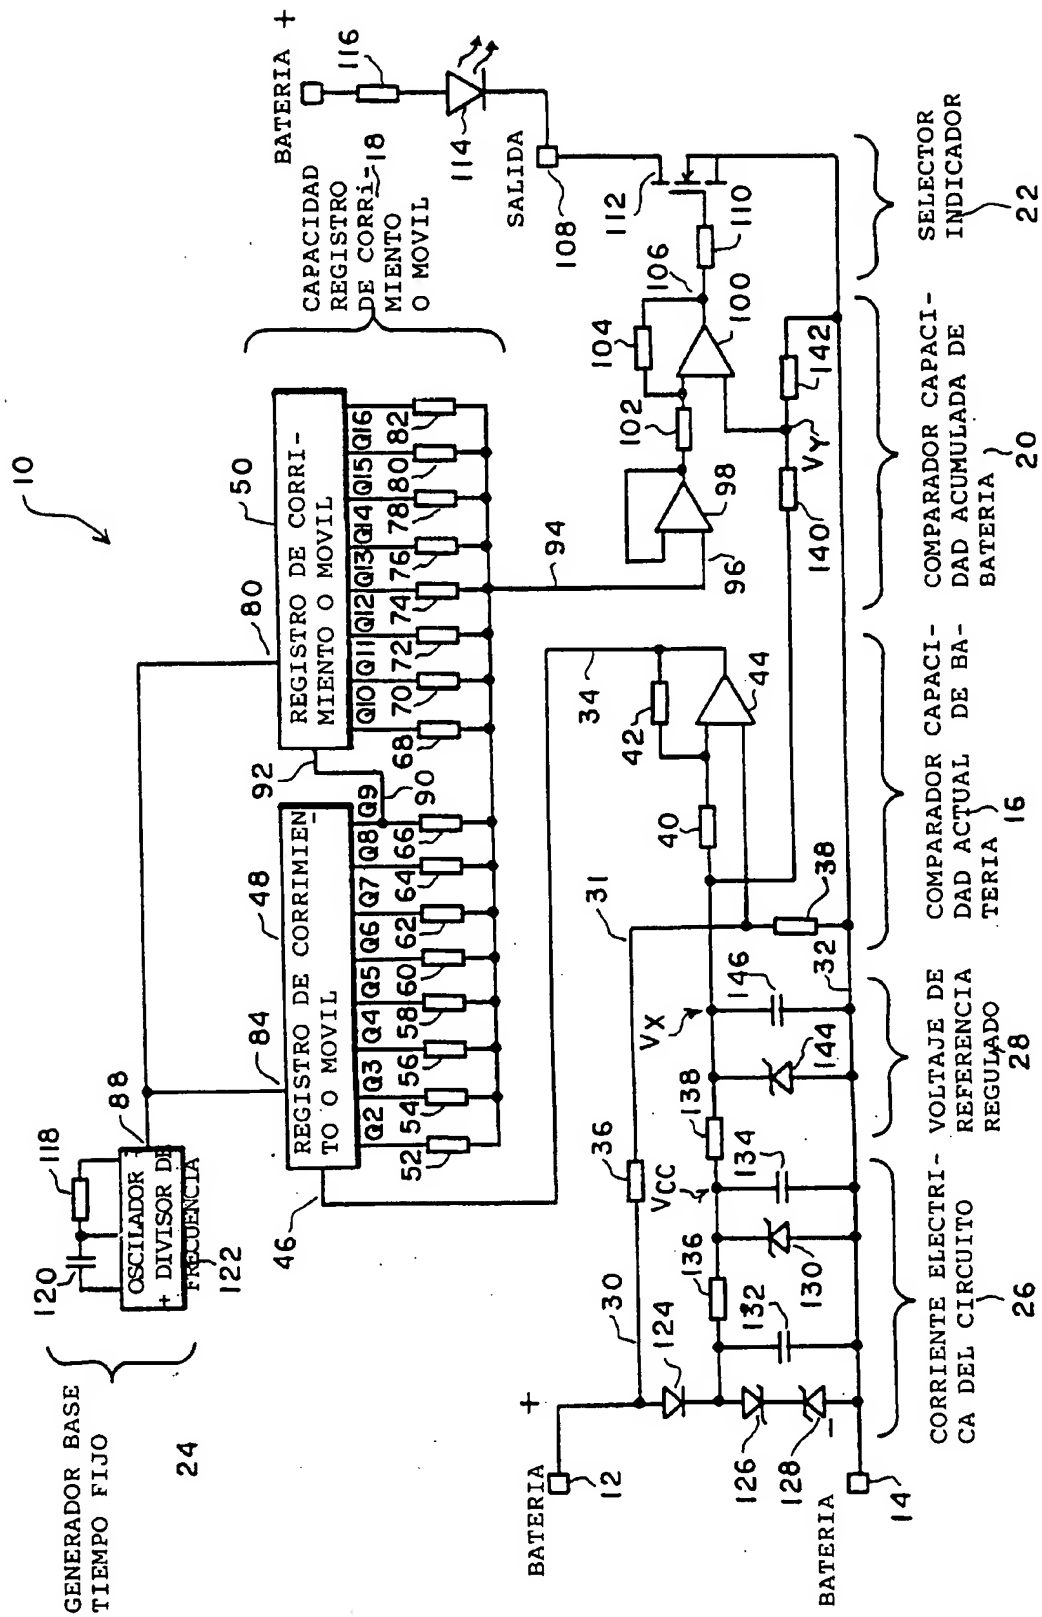 10
GENERADOR BASE
TIEMPO FIJO
24
118
120
122
88
OSCILADOR -
+ DIVISOR DE
FRECUENCIA
84
48
REGISTRO DE CORRIMIEN_
TO O MOVIL
46
Q2 Q3 Q4 Q5 Q6 Q7 Q8 Q9
52 54 56 58 60 62 64 66
90
92
80
50
REGISTRO DE CORRI-
MIENTO O MOVIL
Q10 Q11 Q12 Q13 Q14 Q15 Q16
68 70 72 74 76 78 80 82
94
CAPACIDAD
REGISTRO
DE CORRi-18
MIENTO
O MOVIL
BATERIA +
116
114
SALIDA
108
112
110
106
104
100
102
98
96
VY
140
142
34
42
44
40
31
38
32
36
30
VX
146
144
138
VCC
134
136
130
132
124
126
128
BATERIA +
12
BATERIA -
14
CORRIENTE ELECTRI-
CA DEL CIRCUITO
26
VOLTAJE DE
REFERENCIA
REGULADO
28
COMPARADOR CAPACI-
DAD ACTUAL DE BA-
TERIA 16
COMPARADOR CAPACI-
DAD ACUMULADA DE
BATERIA
20
SELECTOR
INDICADOR
22